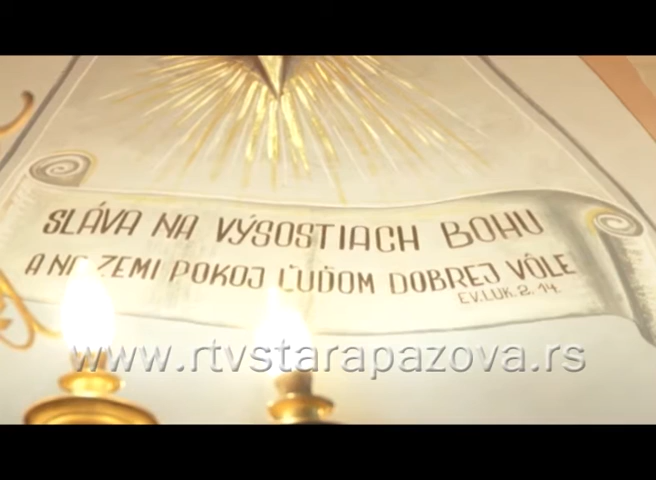 SLÁVA NA VÝSOSTIACH BOHU
A NA ZEMI POKOJ ĽUĎOM DOBREJ VÔLE
EV. LUK. 2, 14.
www.rtvstarapazova.rs